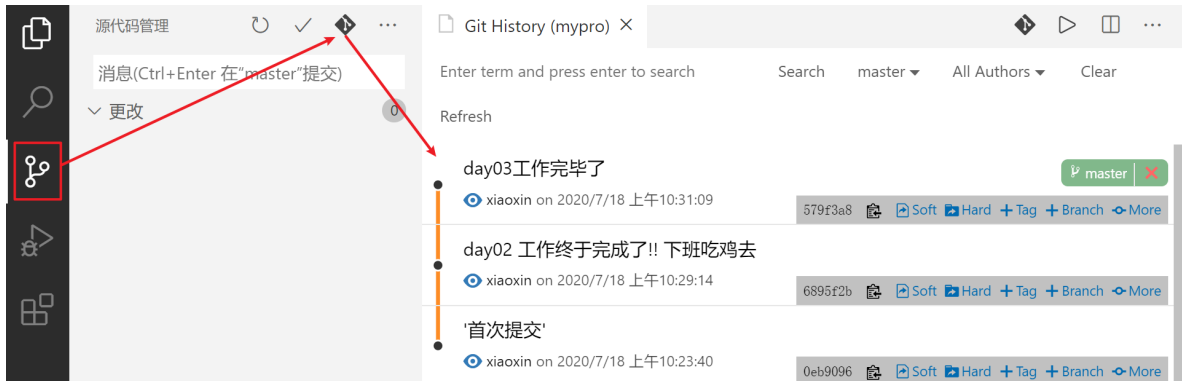 源代码管理
消息(Ctrl+Enter 在"master"提交)
更改 0
Git History (mypro)
Enter term and press enter to search Search master All Authors Clear
Refresh
day03工作完毕了
master
xiaoxin on 2020/7/18 上午10:31:09
579f3a8 Soft Hard +Tag +Branch More
day02 工作终于完成了!! 下班吃鸡去
xiaoxin on 2020/7/18 上午10:29:14
6895f2b Soft Hard +Tag +Branch More
'首次提交'
xiaoxin on 2020/7/18 上午10:23:40
0eb9096 Soft Hard +Tag +Branch More